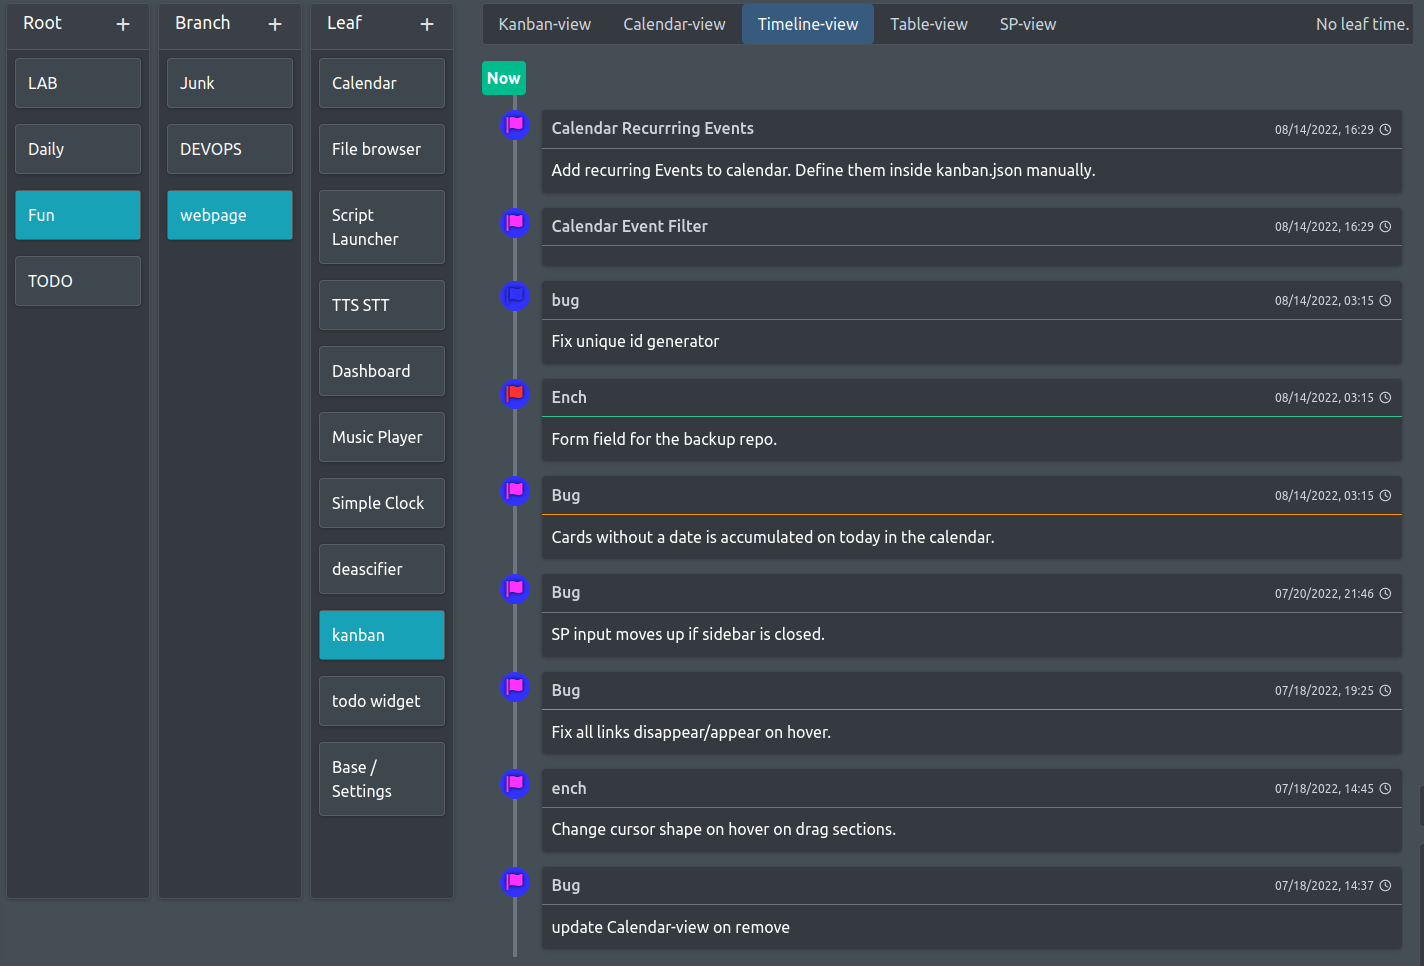 Root +
LAB
Daily
Fun
TODO
Branch +
Junk
DEVOPS
webpage
Leaf +
Calendar
File browser
Script
Launcher
TTS STT
Dashboard
Music Player
Simple Clock
deascifier
kanban
todo widget
Base /
Settings
Kanban-view Calendar-view Timeline-view Table-view SP-view No leaf time.
Now
Calendar Recurrring Events 08/14/2022, 16:29
Add recurring Events to calendar. Define them inside kanban.json manually.
Calendar Event Filter 08/14/2022, 16:29
bug 08/14/2022, 03:15
Fix unique id generator
Ench 08/14/2022, 03:15
Form field for the backup repo.
Bug 08/14/2022, 03:15
Cards without a date is accumulated on today in the calendar.
Bug 07/20/2022, 21:46
SP input moves up if sidebar is closed.
Bug 07/18/2022, 19:25
Fix all links disappear/appear on hover.
ench 07/18/2022, 14:45
Change cursor shape on hover on drag sections.
Bug 07/18/2022, 14:37
update Calendar-view on remove